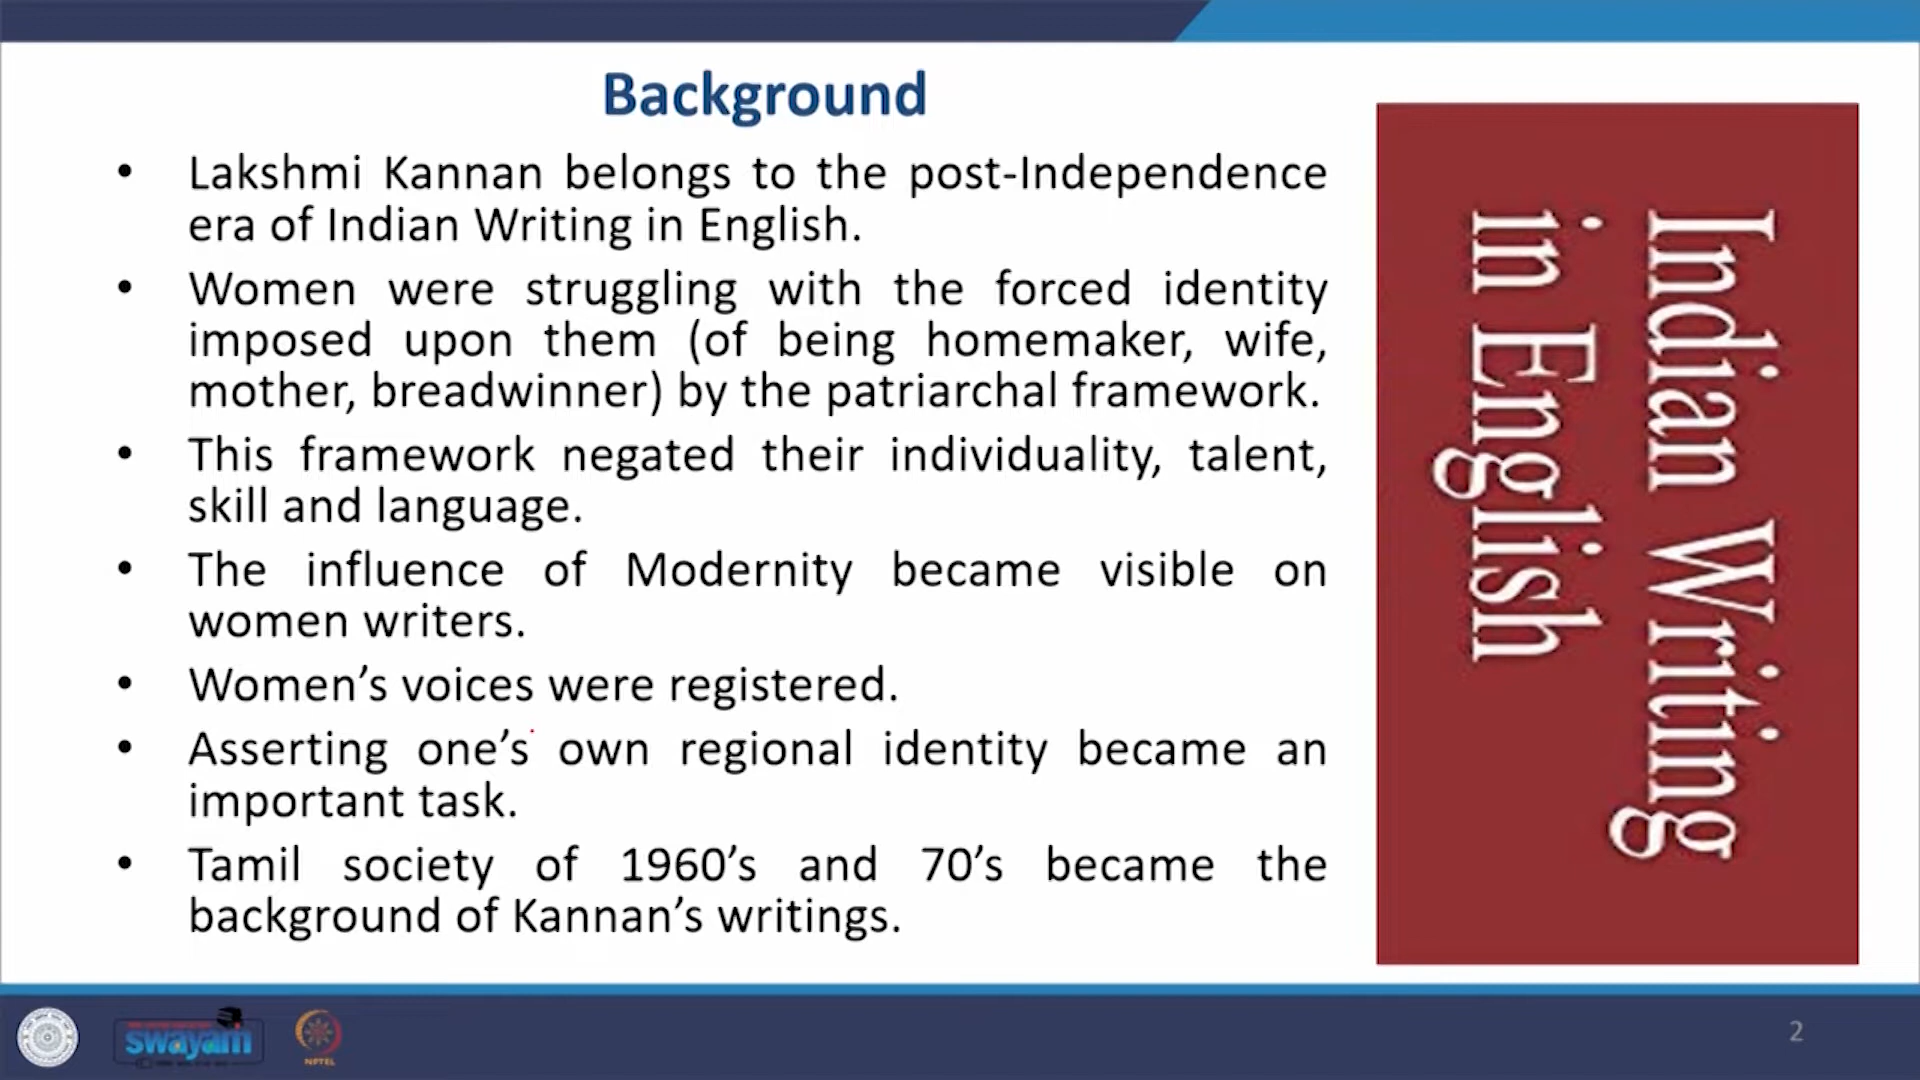 Background
• Lakshmi Kannan belongs to the post-Independence
era of Indian Writing in English.
• Women were struggling with the forced identity
imposed upon them (of being homemaker, wife,
mother, breadwinner) by the patriarchal framework.
• This framework negated their individuality, talent,
skill and language.
• The influence of Modernity became visible on
women writers.
• Women’s voices were registered.
• Asserting one’s own regional identity became an
important task.
• Tamil society of 1960’s and 70’s became the
background of Kannan’s writings.
Indian Writing
in English
swayam
NPTEL
2